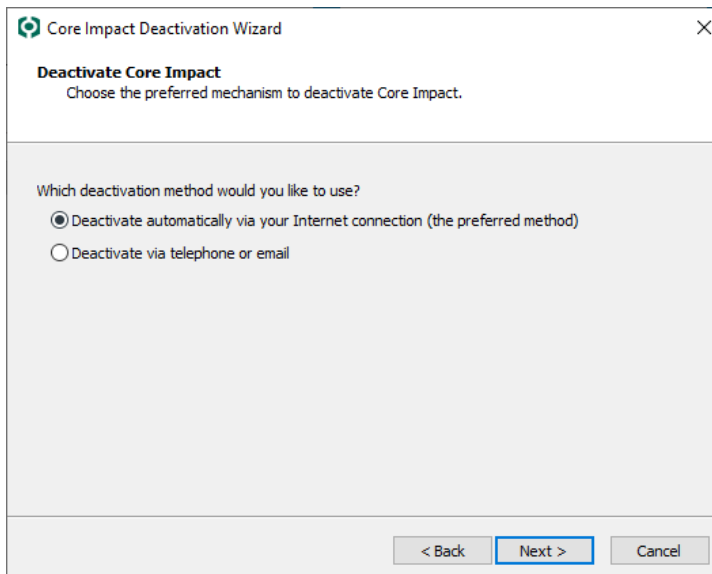 Core Impact Deactivation Wizard
Deactivate Core Impact
Choose the preferred mechanism to deactivate Core Impact.
Which deactivation method would you like to use?
Deactivate automatically via your Internet connection (the preferred method)
Deactivate via telephone or email
< Back Next > Cancel